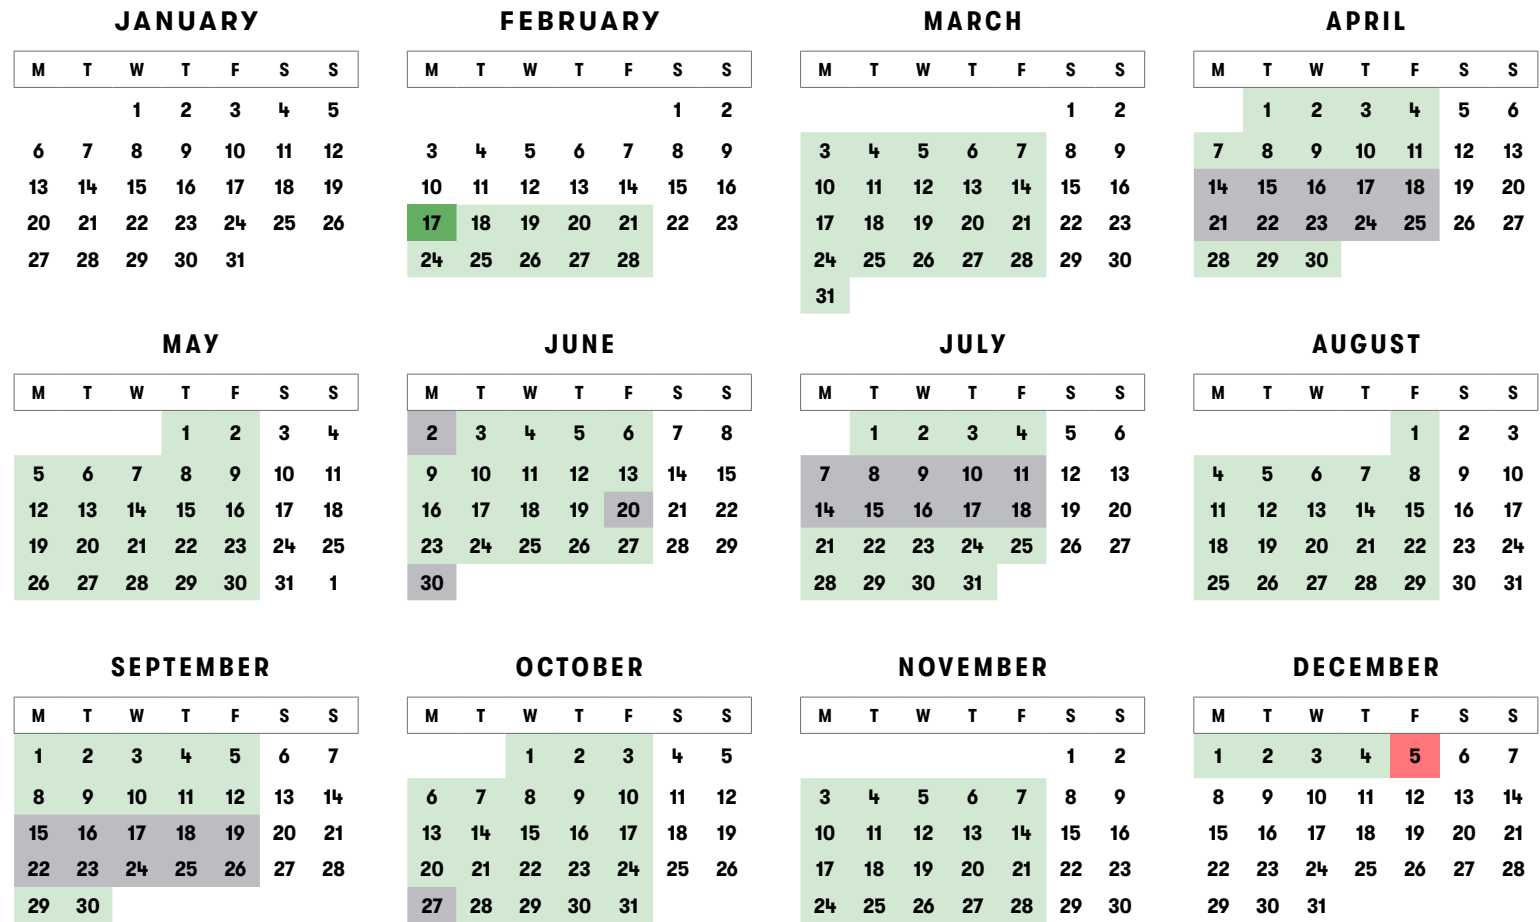 JANUARY FEBRUARY MARCH APRIL
M T W T F S S M T W T F S S M T W T F S S M T W T F S S
1 2 3 4 5 1 2 1 2 1 2 3 4 5 6
6 7 8 9 10 11 12 3 4 5 6 7 8 9 3 4 5 6 7 8 9 7 8 9 10 11 12 13
13 14 15 16 17 18 19 10 11 12 13 14 15 16 10 11 12 13 14 15 16 14 15 16 17 18 19 20
20 21 22 23 24 25 26 17 18 19 20 21 22 23 17 18 19 20 21 22 23 21 22 23 24 25 26 27
27 28 29 30 31 24 25 26 27 28 24 25 26 27 28 29 30 28 29 30
31
MAY JUNE JULY AUGUST
M T W T F S S M T W T F S S M T W T F S S M T W T F S S
1 2 3 4 2 3 4 5 6 7 8 1 2 3 4 5 6 1 2 3
5 6 7 8 9 10 11 9 10 11 12 13 14 15 7 8 9 10 11 12 13 4 5 6 7 8 9 10
12 13 14 15 16 17 18 16 17 18 19 20 21 22 14 15 16 17 18 19 20 11 12 13 14 15 16 17
19 20 21 22 23 24 25 23 24 25 26 27 28 29 21 22 23 24 25 26 27 18 19 20 21 22 23 24
26 27 28 29 30 31 1 30 28 29 30 31 25 26 27 28 29 30 31
SEPTEMBER OCTOBER NOVEMBER DECEMBER
M T W T F S S M T W T F S S M T W T F S S M T W T F S S
1 2 3 4 5 6 7 1 2 3 4 5 1 2 1 2 3 4 5 6 7
8 9 10 11 12 13 14 6 7 8 9 10 11 12 3 4 5 6 7 8 9 8 9 10 11 12 13 14
15 16 17 18 19 20 21 13 14 15 16 17 18 19 10 11 12 13 14 15 16 15 16 17 18 19 20 21
22 23 24 25 26 27 28 20 21 22 23 24 25 26 17 18 19 20 21 22 23 22 23 24 25 26 27 28
29 30 27 28 29 30 31 24 25 26 27 28 29 30 29 30 31